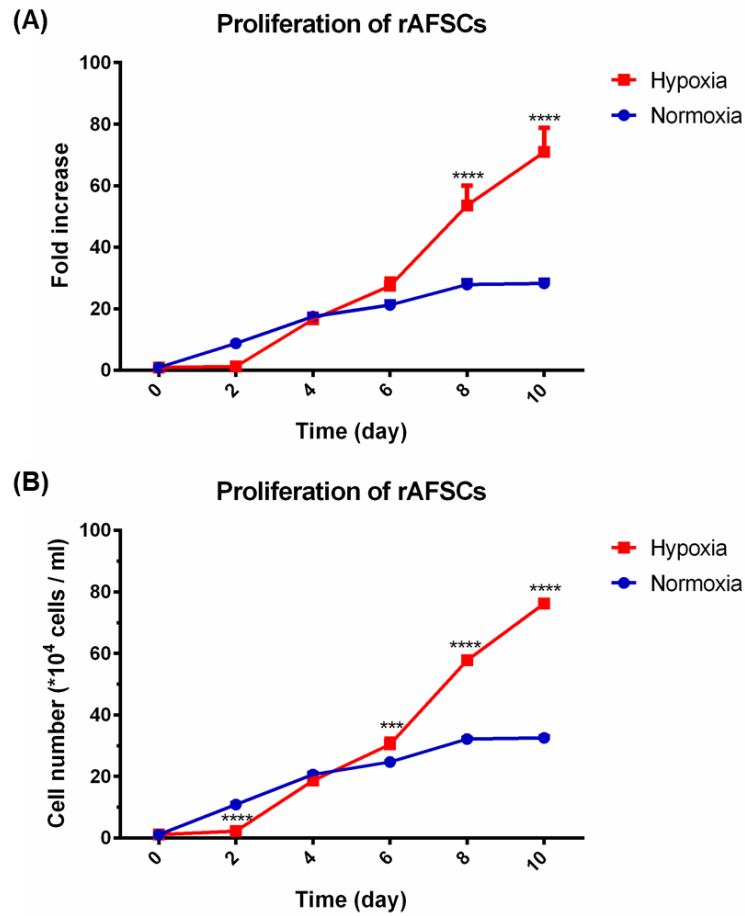 (A)
Proliferation of rAFSCs
100
80
60
40
20
0
Fold increase
****
****
Hypoxia
Normoxia
0 2 4 6 8 10
Time (day)
(B)
Proliferation of rAFSCs
100
80
60
40
20
0
Cell number (*10⁴ cells / ml)
****
***
****
****
Hypoxia
Normoxia
0 2 4 6 8 10
Time (day)